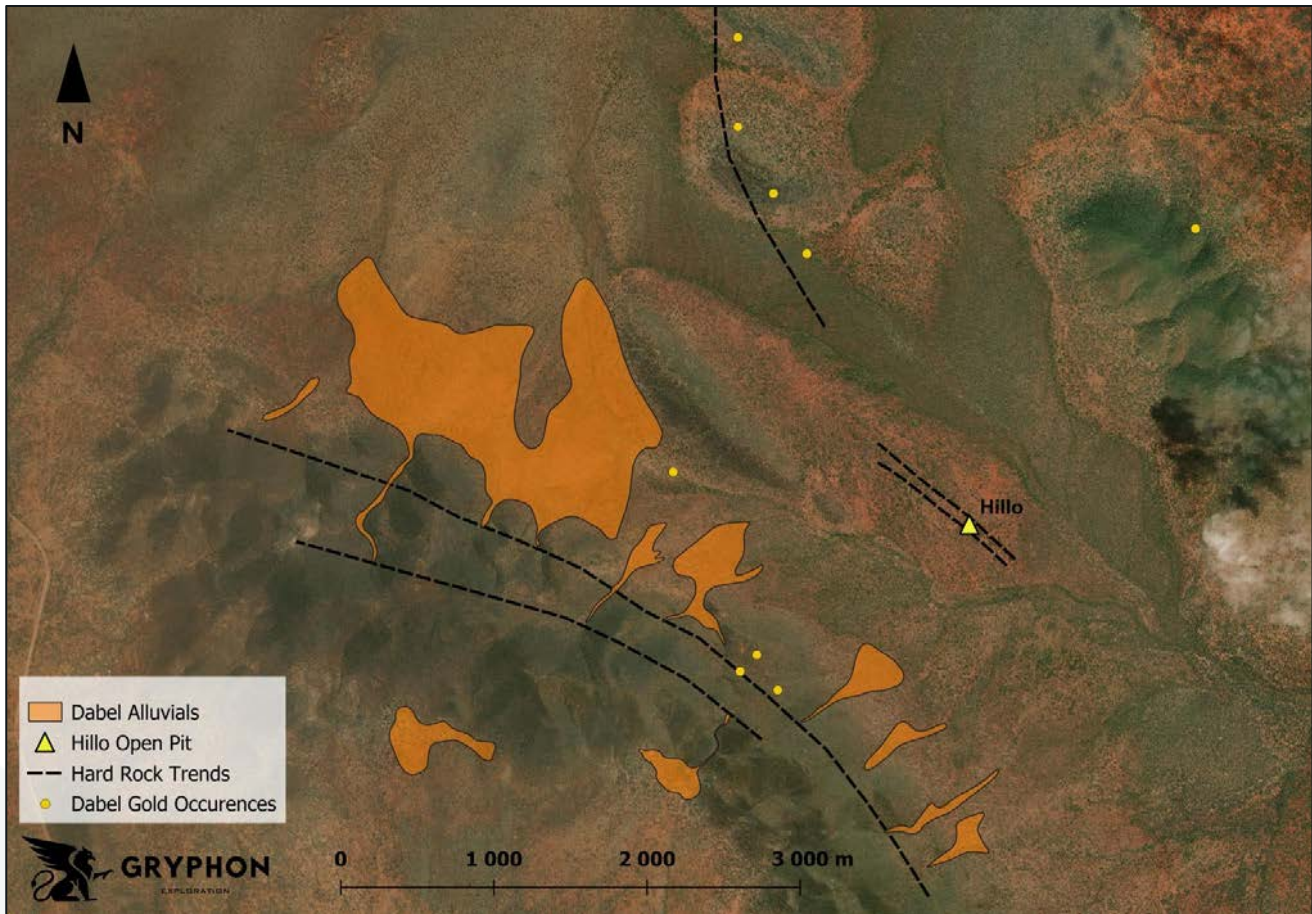 N
Hillo
Dabel Alluvials
Hillo Open Pit
Hard Rock Trends
Dabel Gold Occurences
GRYPHON
EXPLORATION
0 1 000 2 000 3 000 m